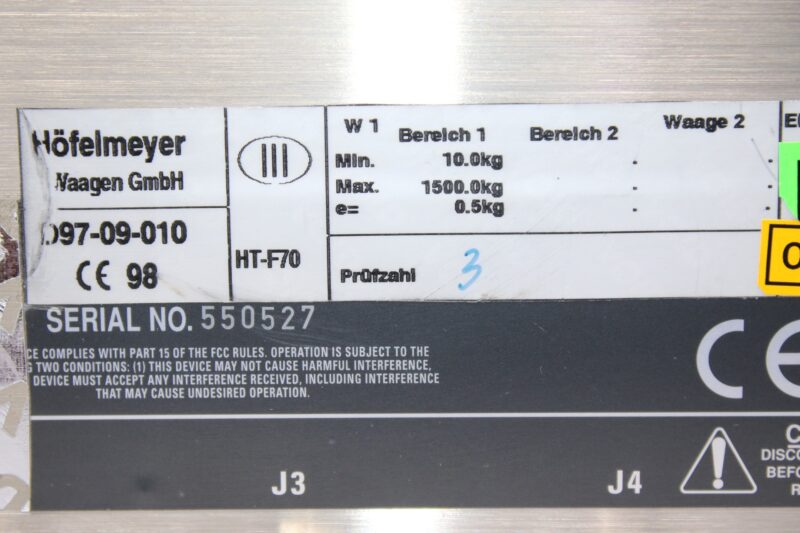 Höfelmeyer
Waagen GmbH
D97-09-010
CE 98
III
HT-F70
W 1 Bereich 1 Bereich 2 Waage 2
Min. 10.0kg - -
Max. 1500.0kg - -
e= 0.5kg - -
Prüfzahl 3
SERIAL NO. 550527
CE COMPLIES WITH PART 15 OF THE FCC RULES. OPERATION IS SUBJECT TO THE
G TWO CONDITIONS: (1) THIS DEVICE MAY NOT CAUSE HARMFUL INTERFERENCE,
DEVICE MUST ACCEPT ANY INTERFERENCE RECEIVED, INCLUDING INTERFERENCE
THAT MAY CAUSE UNDESIRED OPERATION.
CE
J3
J4